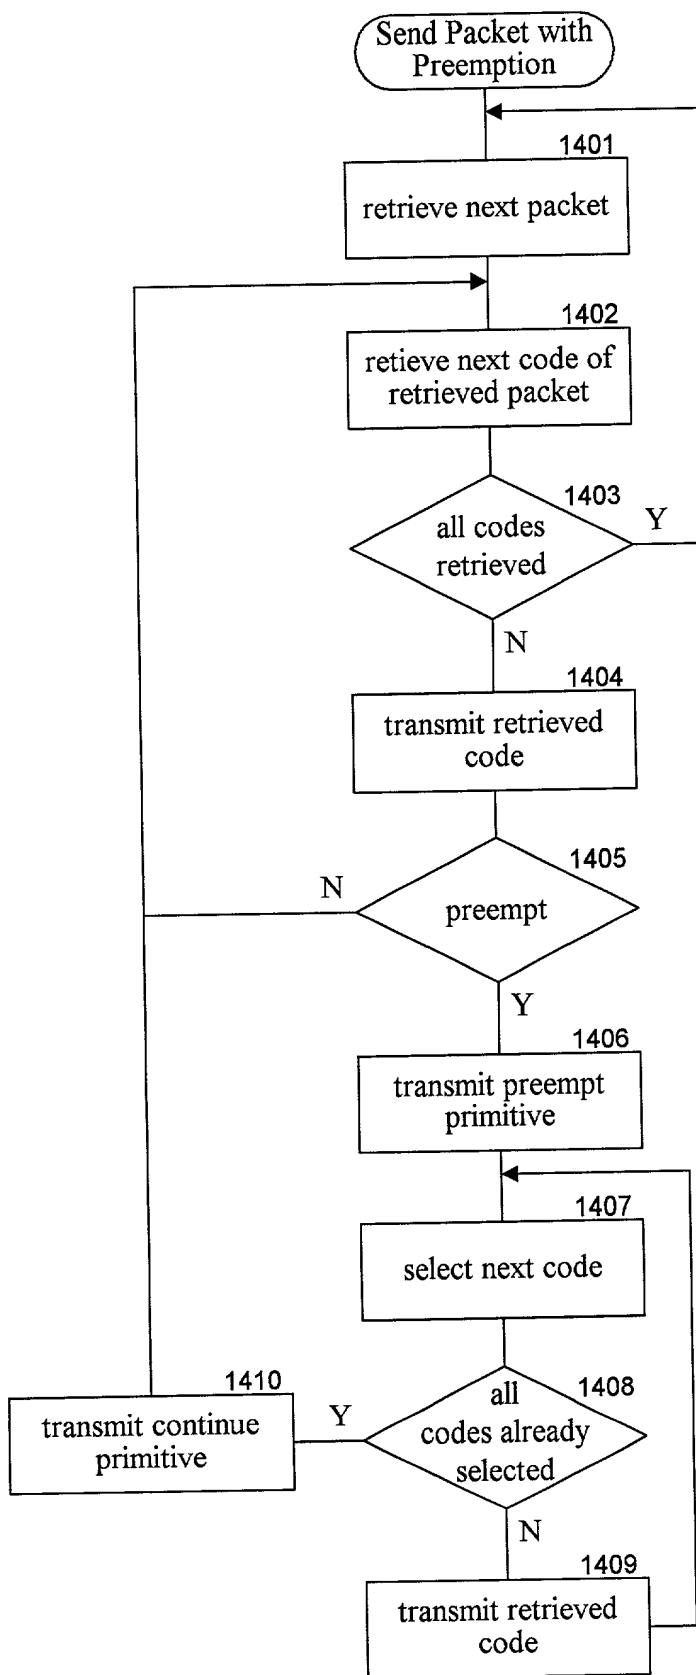 Send Packet with
Preemption
1401
retrieve next packet
1402
retieve next code of
retrieved packet
1403
all codes
retrieved
Y
N
1404
transmit retrieved
code
1405
preempt
N
Y
1406
transmit preempt
primitive
1407
select next code
1408
all
codes already
selected
Y
N
1410
transmit continue
primitive
1409
transmit retrieved
code